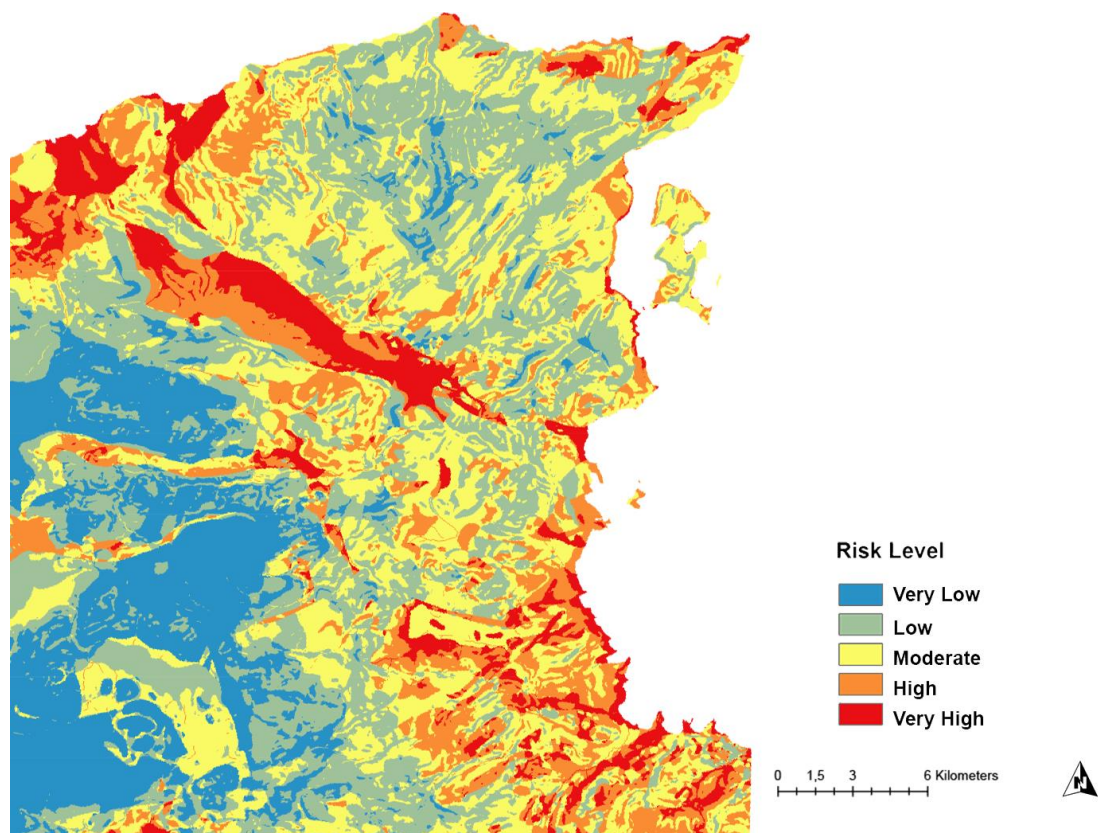 Risk Level
Very Low
Low
Moderate
High
Very High
0 1,5 3 6 Kilometers
N